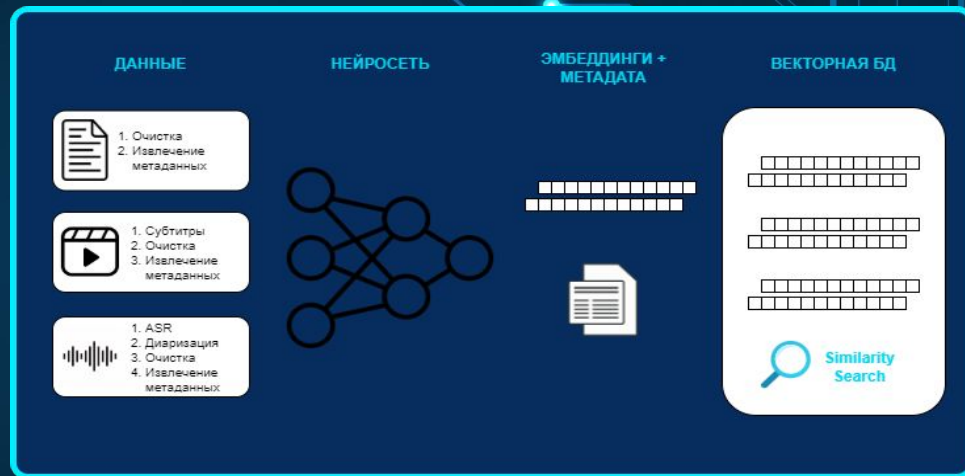 ДАННЫЕ
НЕЙРОСЕТЬ
ЭМБЕДДИНГИ +
МЕТАДАТА
ВЕКТОРНАЯ БД
1. Очистка
2. Извлечение
метаданных
1. Субтитры
2. Очистка
3. Извлечение
метаданных
1. ASR
2. Диаризация
3. Очистка
4. Извлечение
метаданных
Similarity
Search